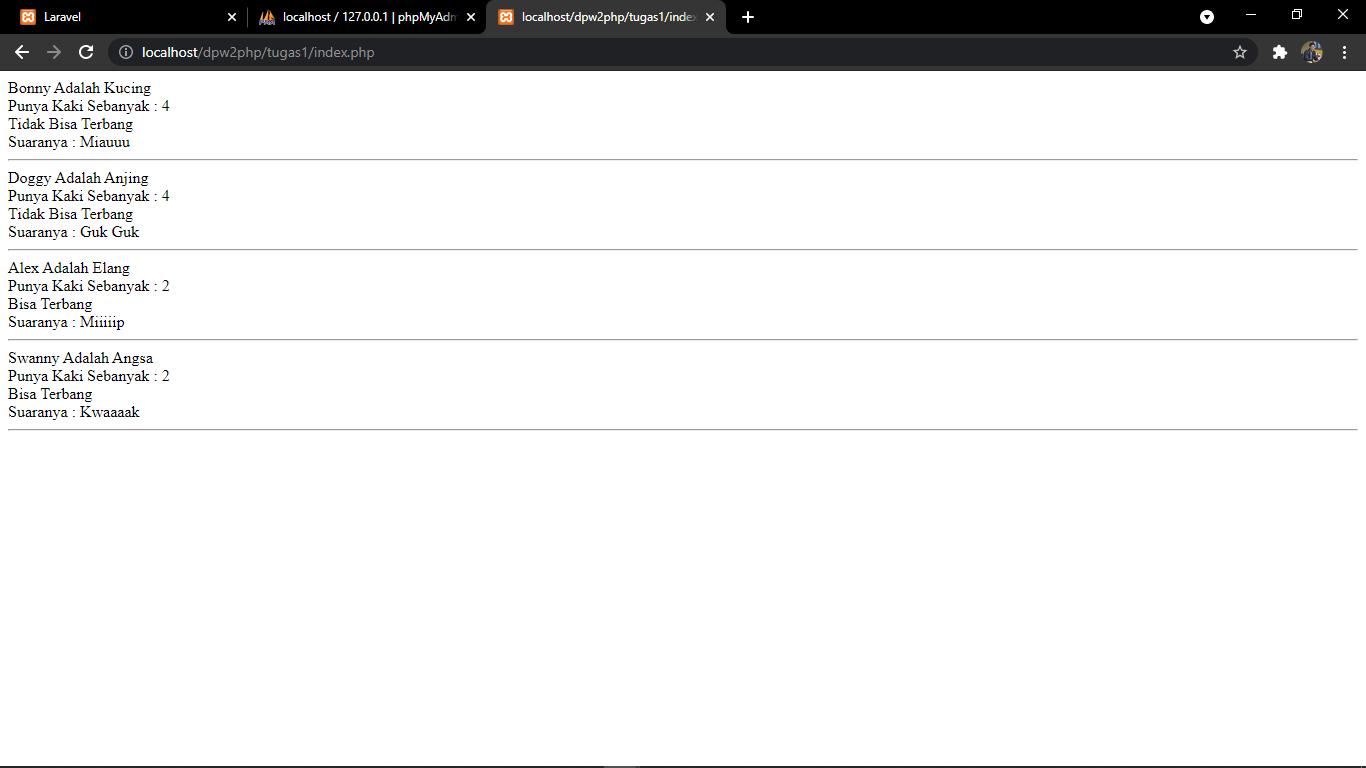 Laravel
localhost / 127.0.0.1 | phpMyAdm
localhost/dpw2php/tugas1/index
localhost/dpw2php/tugas1/index.php
Bonny Adalah Kucing
Punya Kaki Sebanyak : 4
Tidak Bisa Terbang
Suaranya : Miauuu
Doggy Adalah Anjing
Punya Kaki Sebanyak : 4
Tidak Bisa Terbang
Suaranya : Guk Guk
Alex Adalah Elang
Punya Kaki Sebanyak : 2
Bisa Terbang
Suaranya : Miiiiip
Swanny Adalah Angsa
Punya Kaki Sebanyak : 2
Bisa Terbang
Suaranya : Kwaaaak